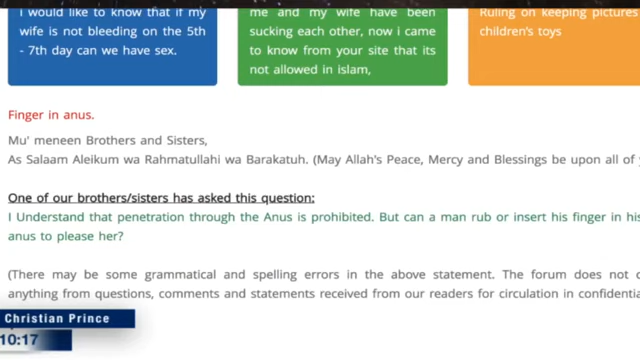 I would like to know that if my
wife is not bleeding on the 5th
- 7th day can we have sex.
me and my wife have been
sucking each other, now i came
to know from your site that its
not allowed in islam,
Ruling on keeping pictures
children's toys
Finger in anus.
Mu' meneen Brothers and Sisters,
As Salaam Aleikum wa Rahmatullahi wa Barakatuh. (May Allah's Peace, Mercy and Blessings be upon all of
One of our brothers/sisters has asked this question:
I Understand that penetration through the Anus is prohibited. But can a man rub or insert his finger in his
anus to please her?
(There may be some grammatical and spelling errors in the above statement. The forum does not
anything from questions, comments and statements received from our readers for circulation in
Christian Prince
10:17